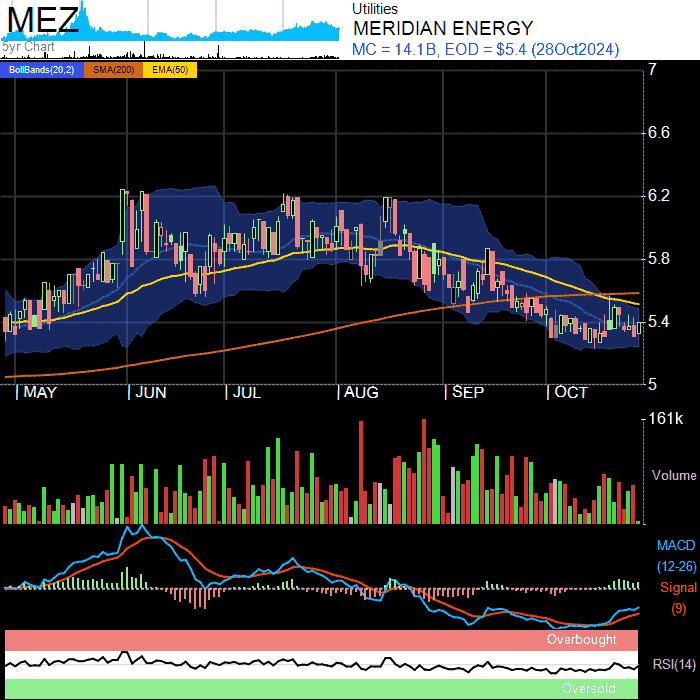 MEZ
5yr Chart
Utilities
MERIDIAN ENERGY
MC = 14.1B, EOD = $5.4 (28Oct2024)
BollBands(20,2) SMA(200) EMA(50)
7
6.6
6.2
5.8
5.4
5
MAY JUN JUL AUG SEP OCT
161k
Volume
MACD
(12-26)
Signal
(9)
Overbought
RSI(14)
Oversold